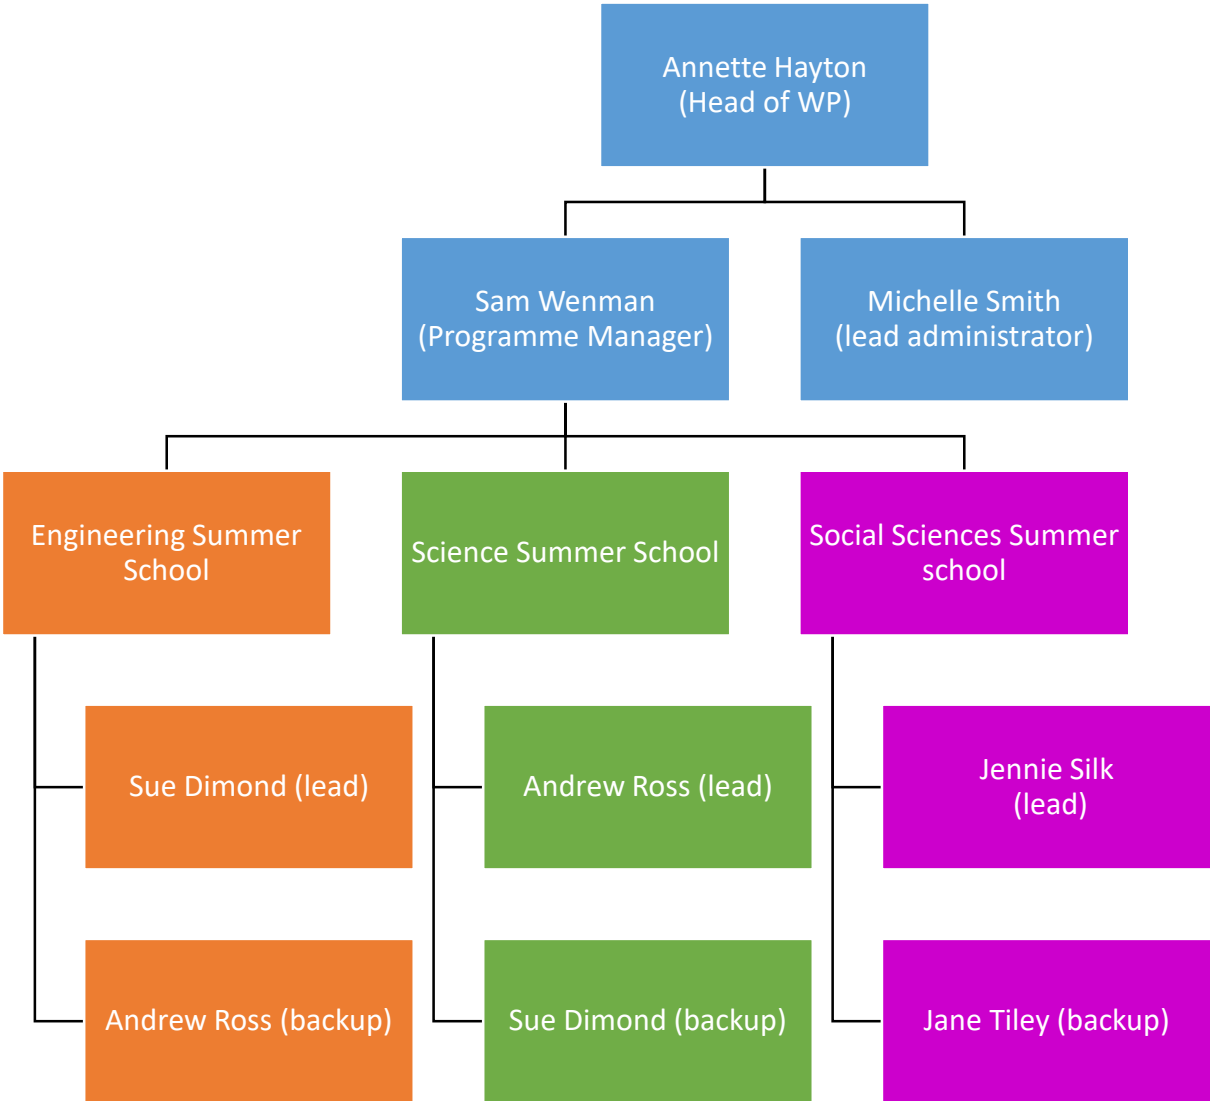 Annette Hayton
(Head of WP)
Sam Wenman
(Programme Manager)
Michelle Smith
(lead administrator)
Engineering Summer
School
Science Summer School
Social Sciences Summer
school
Sue Dimond (lead)
Andrew Ross (lead)
Jennie Silk
(lead)
Andrew Ross (backup)
Sue Dimond (backup)
Jane Tiley (backup)